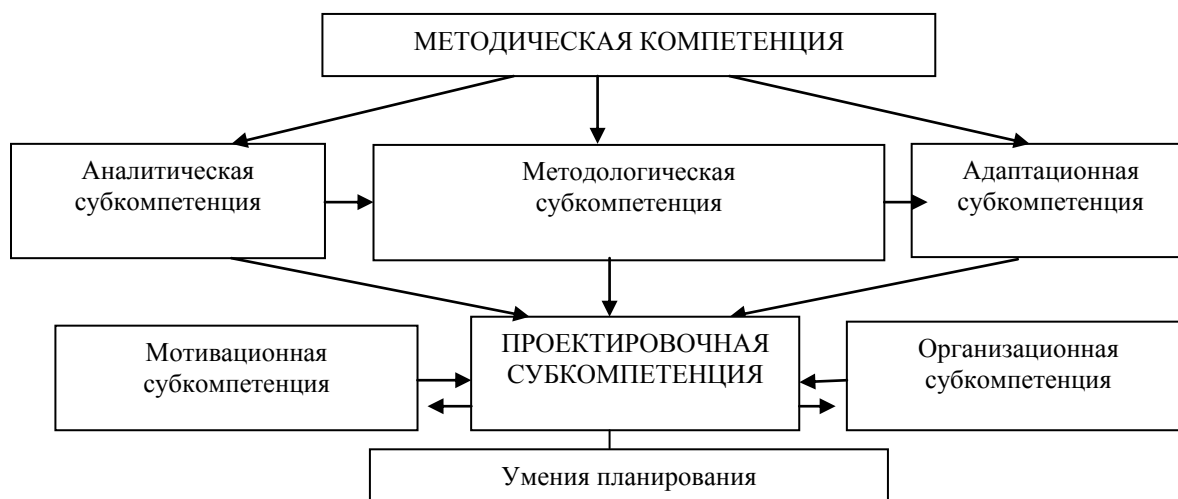 МЕТОДИЧЕСКАЯ КОМПЕТЕНЦИЯ
Аналитическая
субкомпетенция
Методологическая
субкомпетенция
Адаптационная
субкомпетенция
Мотивационная
субкомпетенция
ПРОЕКТИРОВОЧНАЯ
СУБКОМПЕТЕНЦИЯ
Организационная
субкомпетенция
Умения планирования